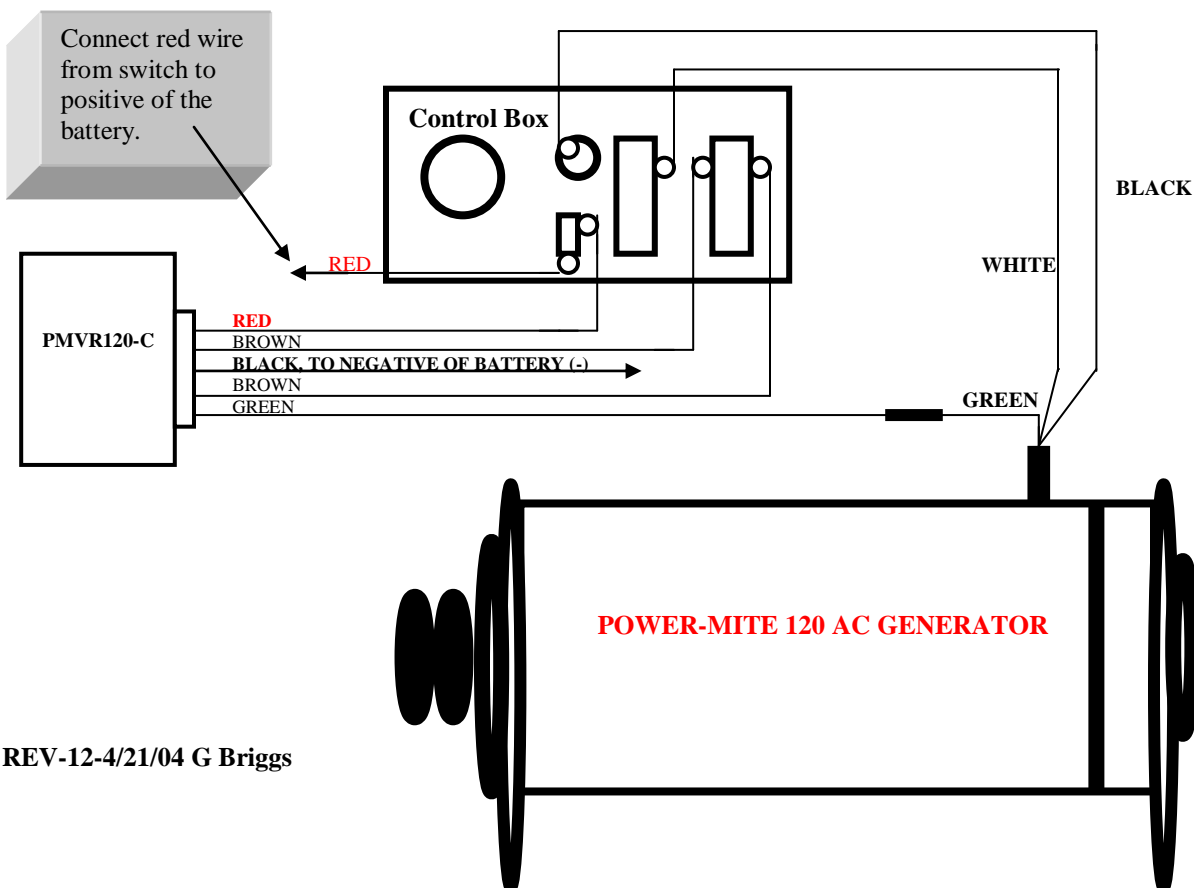 Connect red wire
from switch to
positive of the
battery.
Control Box
BLACK
WHITE
RED
PMVR120-C
RED
BROWN
BLACK, TO NEGATIVE OF BATTERY (-)
BROWN
GREEN
GREEN
POWER-MITE 120 AC GENERATOR
REV-12-4/21/04 G Briggs